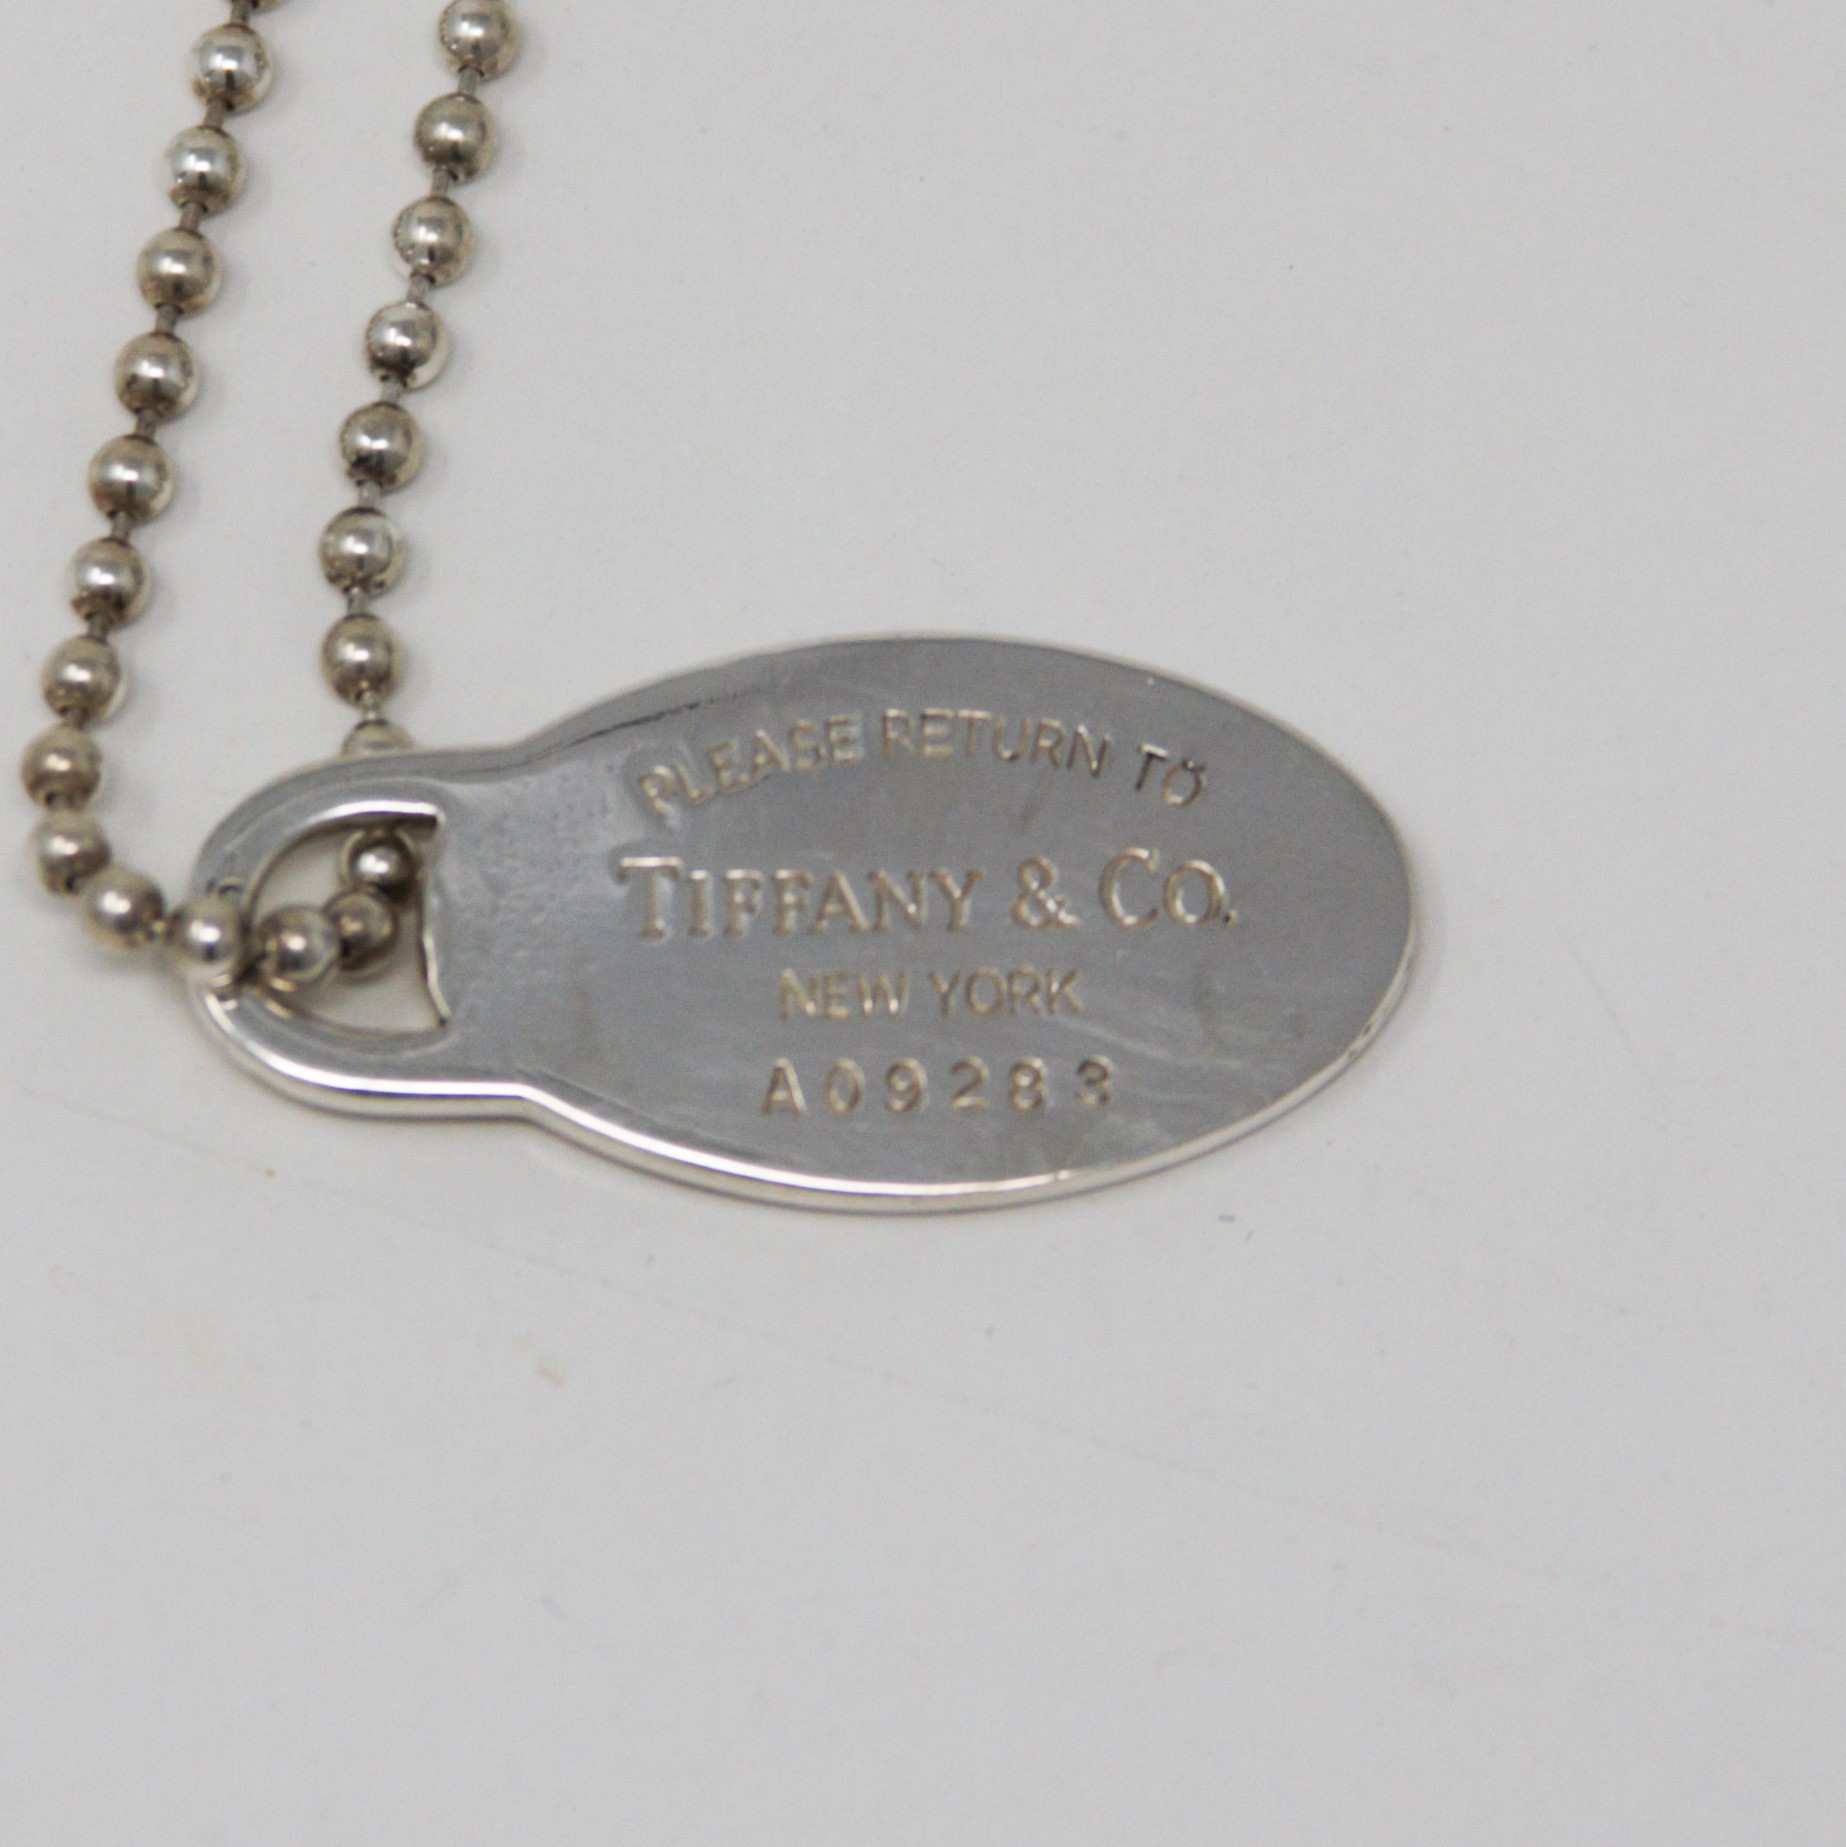 PLEASE RETURN TO
TIFFANY & CO.
NEW YORK
A09283